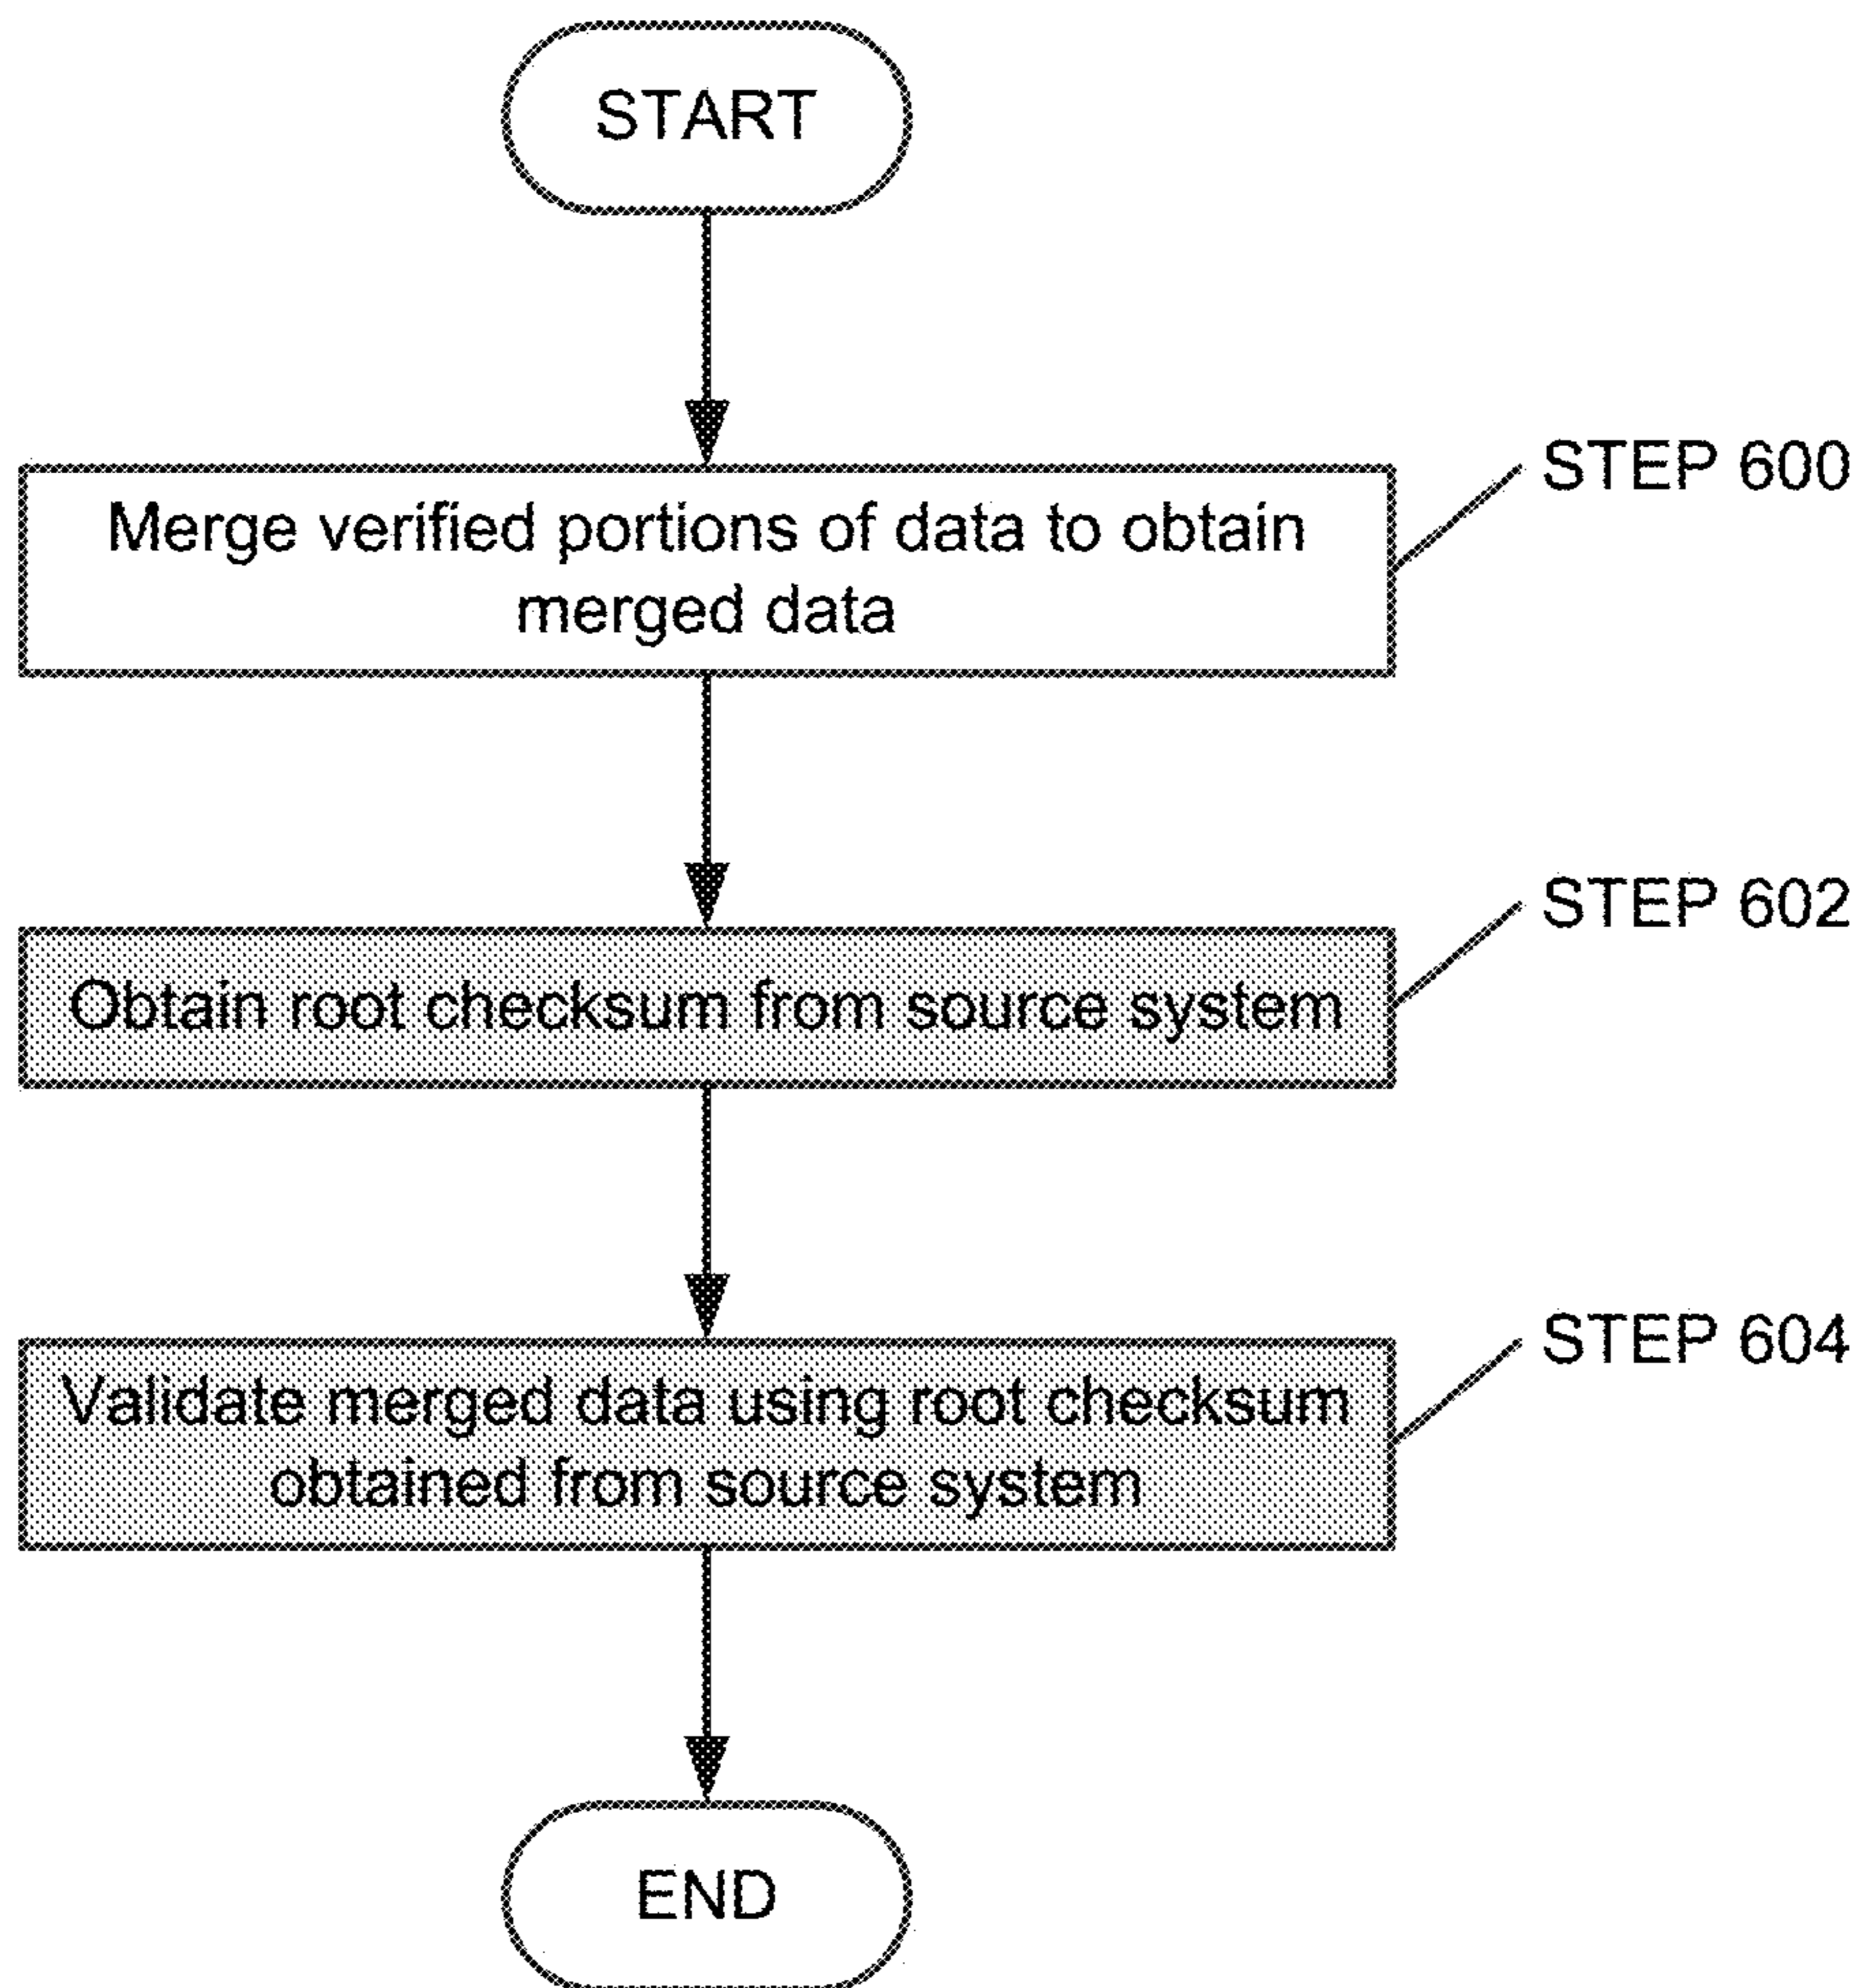 START
STEP 600
Merge verified portions of data to obtain
merged data
STEP 602
Obtain root checksum from source system
STEP 604
Validate merged data using root checksum
obtained from source system
END